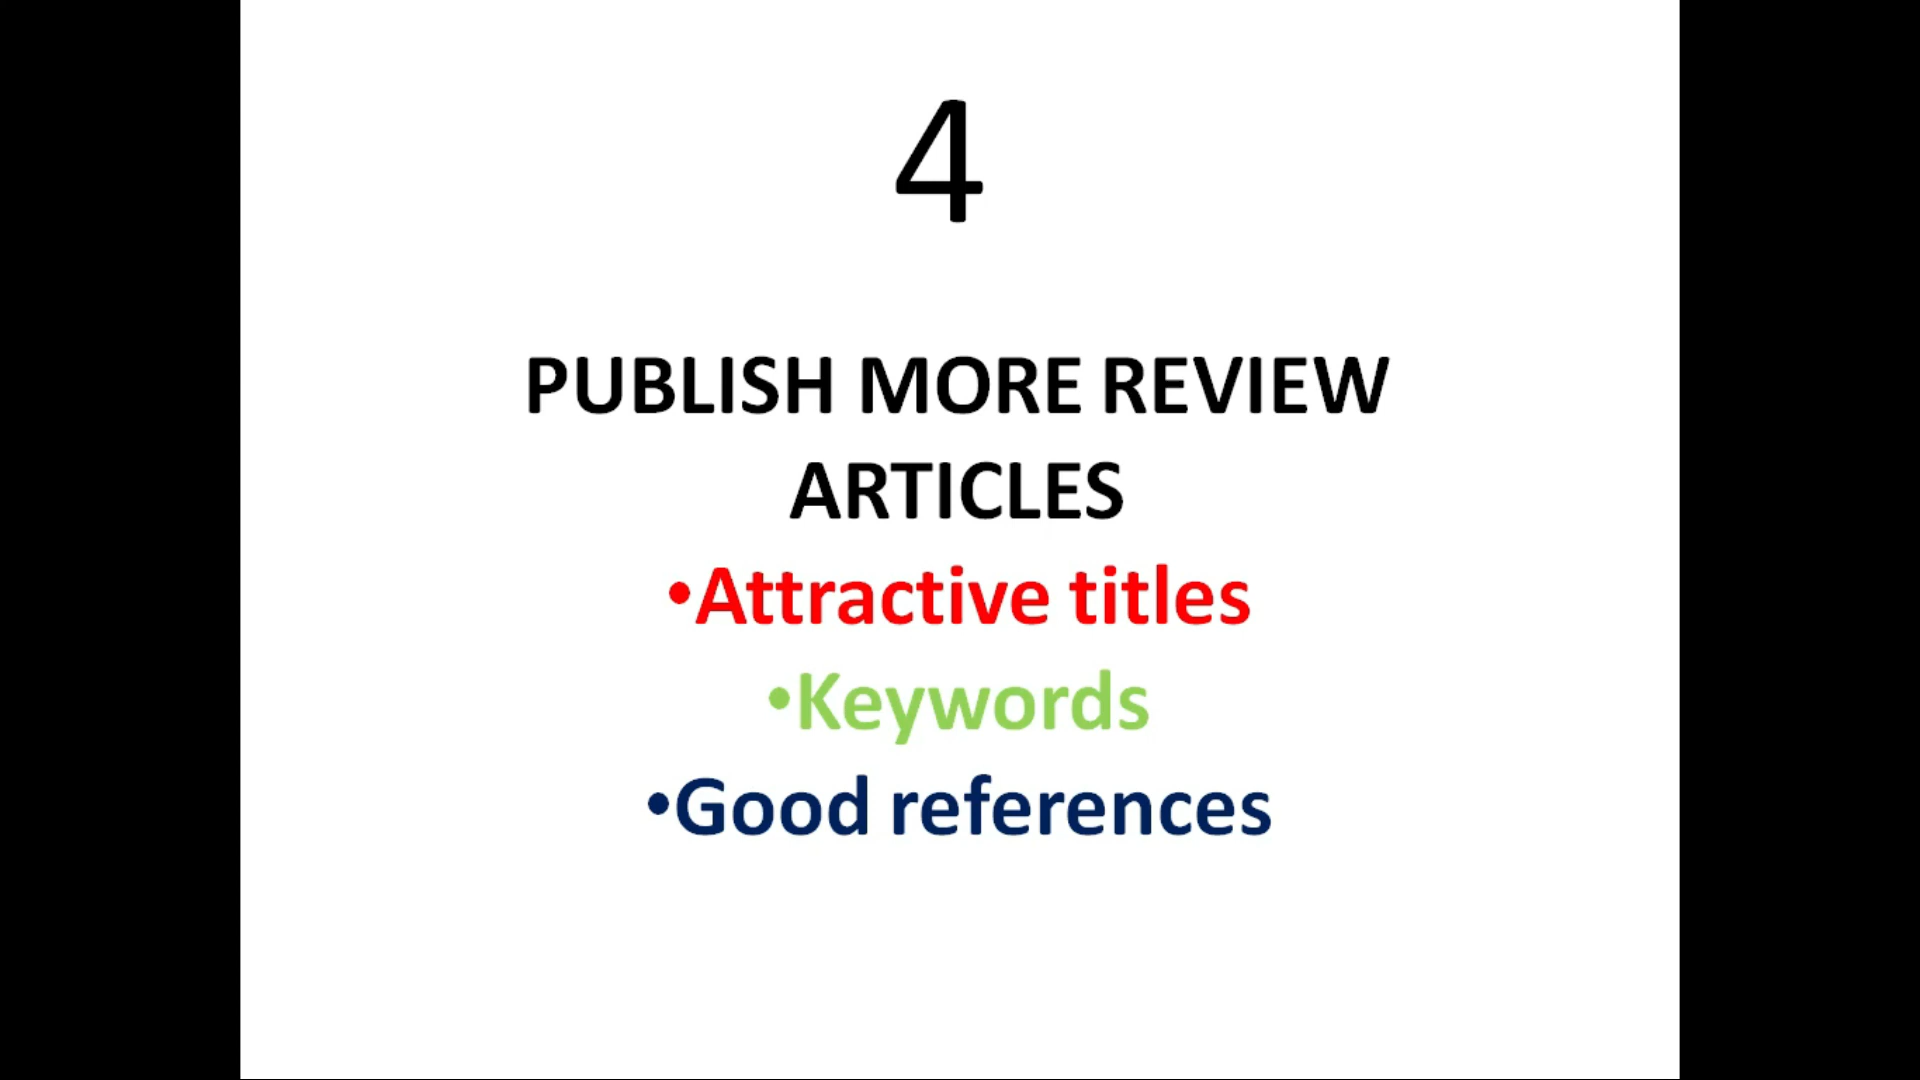 4
PUBLISH MORE REVIEW
ARTICLES
•Attractive titles
•Keywords
•Good references